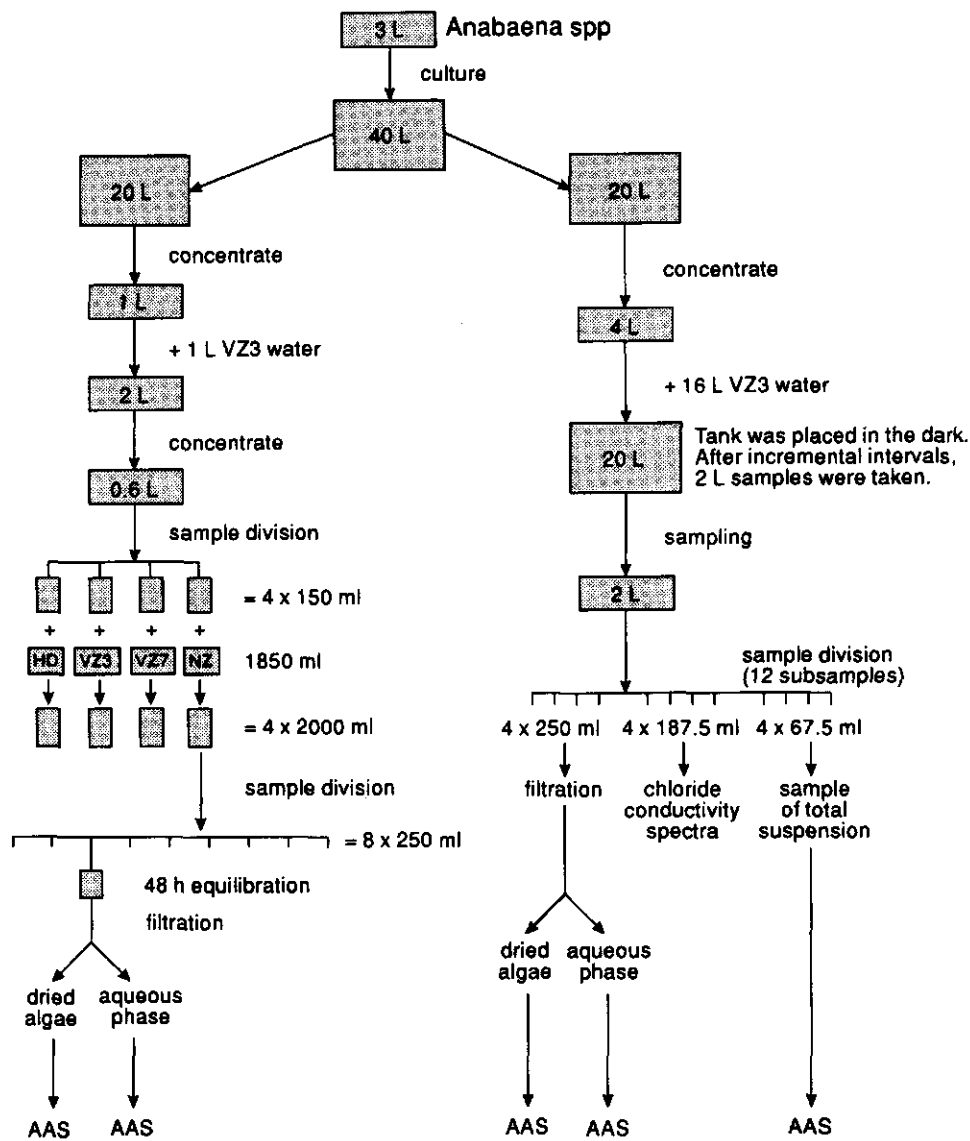 3 L Anabaena spp
culture
40 L
20 L
concentrate
1 L
+ 1 L VZ3 water
2 L
concentrate
0.6 L
sample division
= 4 x 150 ml
+ + + +
HD VZ3 VZ7 NZ 1850 ml
= 4 x 2000 ml
sample division
= 8 x 250 ml
48 h equilibration
filtration
dried
algae
aqueous
phase
AAS AAS
20 L
concentrate
4 L
+ 16 L VZ3 water
20 L
Tank was placed in the dark.
After incremental intervals,
2 L samples were taken.
sampling
2 L
sample division
(12 subsamples)
4 x 250 ml 4 x 187.5 ml 4 x 67.5 ml
filtration
chloride
conductivity
spectra
sample
of total
suspension
dried
algae
aqueous
phase
AAS AAS AAS